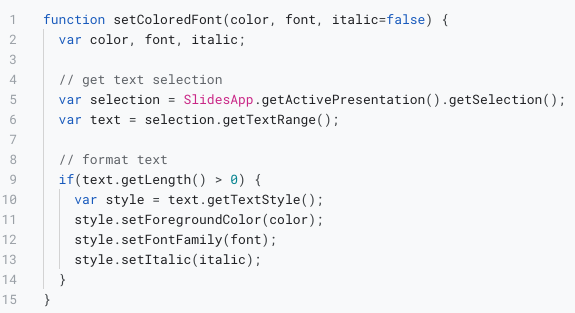 1 function setColoredFont(color, font, italic=false) {
2   var color, font, italic;
3
4   // get text selection
5   var selection = SlidesApp.getActivePresentation().getSelection();
6   var text = selection.getTextRange();
7
8   // format text
9   if(text.getLength() > 0) {
10    var style = text.getTextStyle();
11    style.setForegroundColor(color);
12    style.setFontFamily(font);
13    style.setItalic(italic);
14  }
15 }